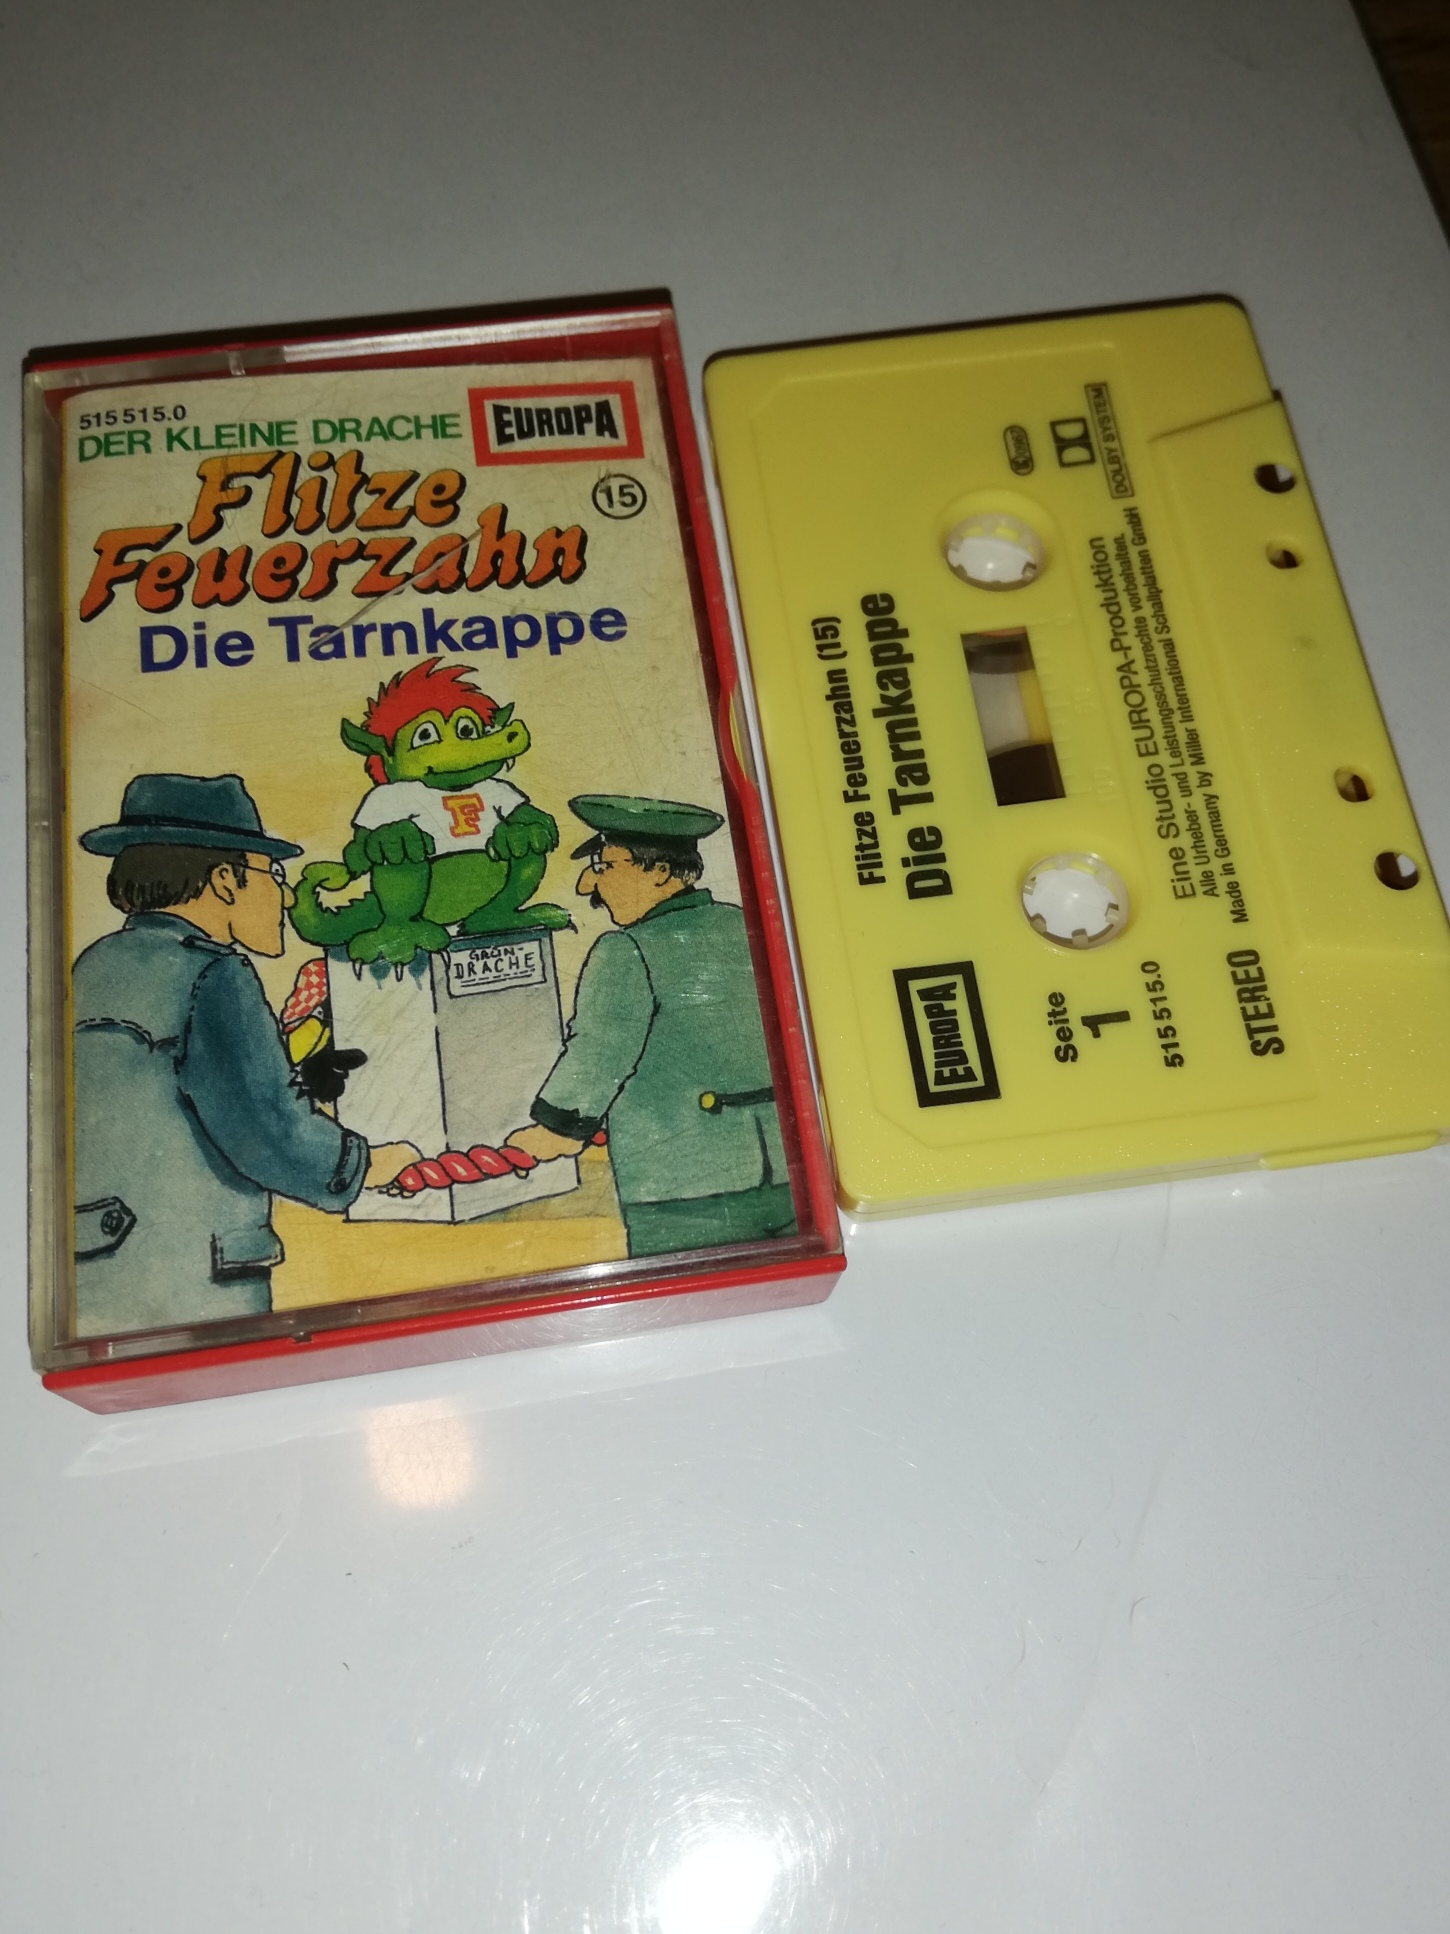 515 515.0
DER KLEINE DRACHE
EUROPA
Flitze
15
Feuerzahn
Die Tarnkappe
F
GRÜN-
DRACHE
Flitze Feuerzahn (15)
Die Tarnkappe
EUROPA
Seite
1
515 515.0
STEREO
Eine Studio EUROPA-Produktion
Alle Urheber- und Leistungsschutzrechte vorbehalten.
Made in Germany by Miller International Schallplatten GmbH
DOLBY SYSTEM